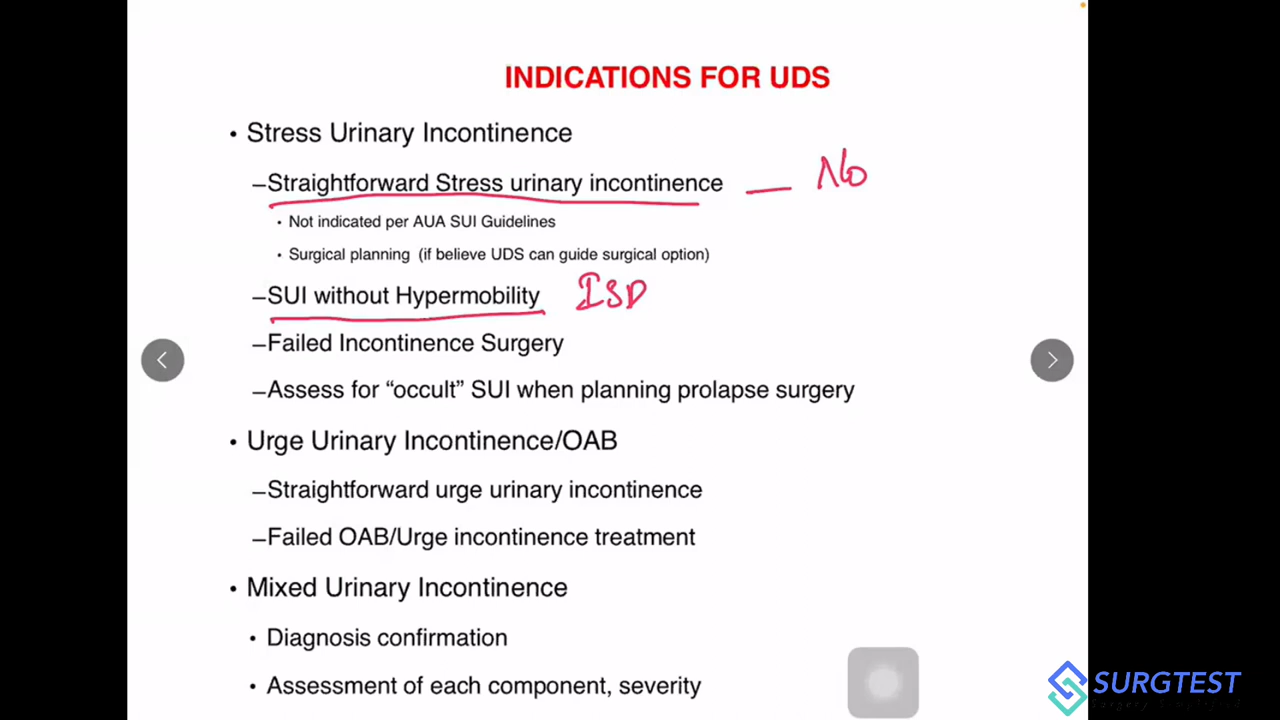 INDICATIONS FOR UDS
• Stress Urinary Incontinence
–Straightforward Stress urinary incontinence — No
• Not indicated per AUA SUI Guidelines
• Surgical planning (if believe UDS can guide surgical option)
–SUI without Hypermobility ISD
–Failed Incontinence Surgery
–Assess for “occult” SUI when planning prolapse surgery
• Urge Urinary Incontinence/OAB
–Straightforward urge urinary incontinence
–Failed OAB/Urge incontinence treatment
• Mixed Urinary Incontinence
• Diagnosis confirmation
• Assessment of each component, severity
SURGTEST